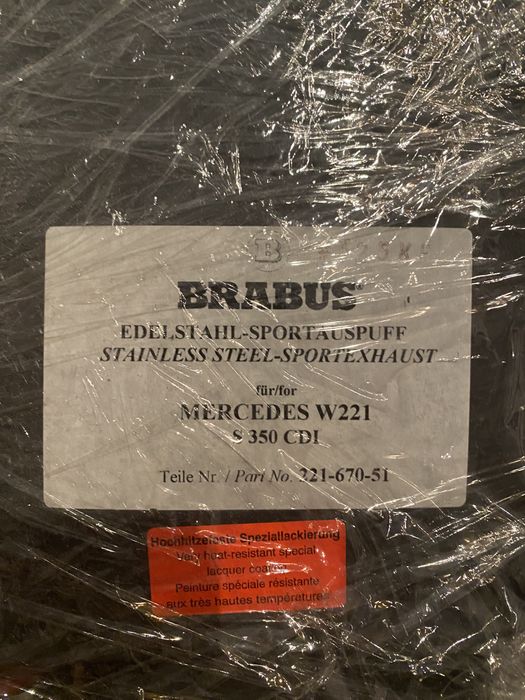 B
BRABUS
EDELSTAHL-SPORTAUSPUFF
STAINLESS STEEL-SPORTEXHAUST
für/for
MERCEDES W221
S 350 CDI
Teile Nr. / Part No. 221-670-51
Hochhitzefeste Speziallackierung
Very heat-resistant special
lacquer coating
Peinture spéciale résistante
aux très hautes températures